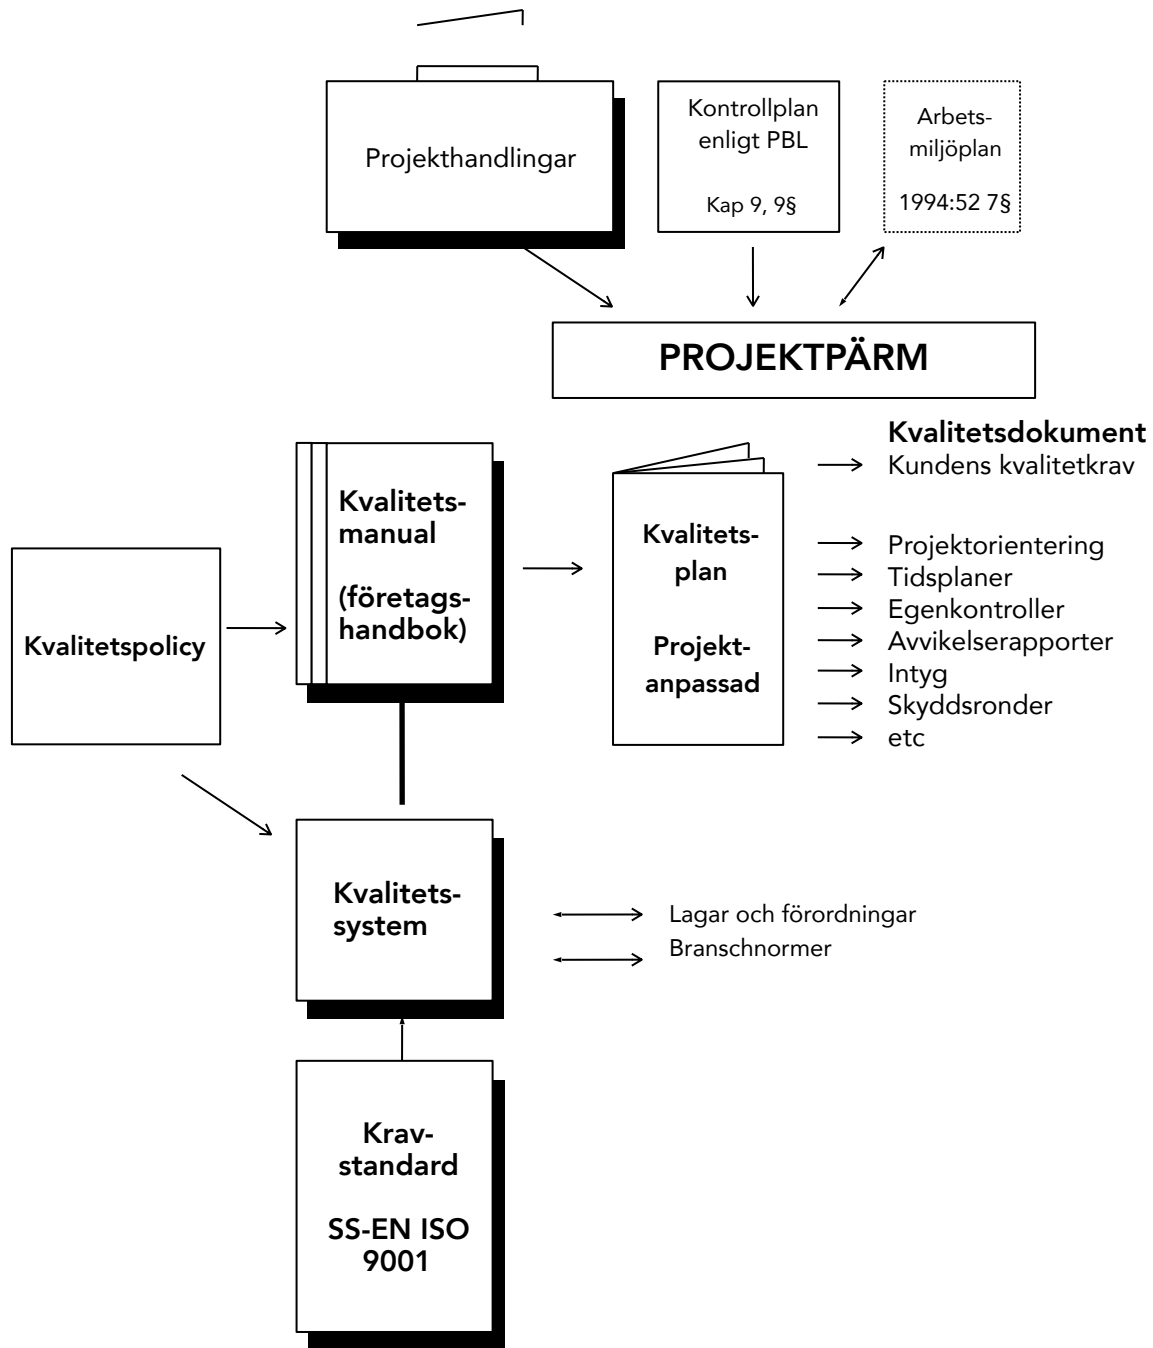 Projekthandlingar
Kontrollplan
enligt PBL
Kap 9, 9§
Arbets-
miljöplan
1994:52 7§
PROJEKTPÄRM
Kvalitetsdokument
Kundens kvalitetkrav
Projektorientering
Tidsplaner
Egenkontroller
Avvikelserapporter
Intyg
Skyddsronder
etc
Kvalitets-
plan
Projekt-
anpassad
Kvalitets-
manual
(företags-
handbok)
Kvalitetspolicy
Kvalitets-
system
Lagar och förordningar
Branschnormer
Krav-
standard
SS-EN ISO
9001